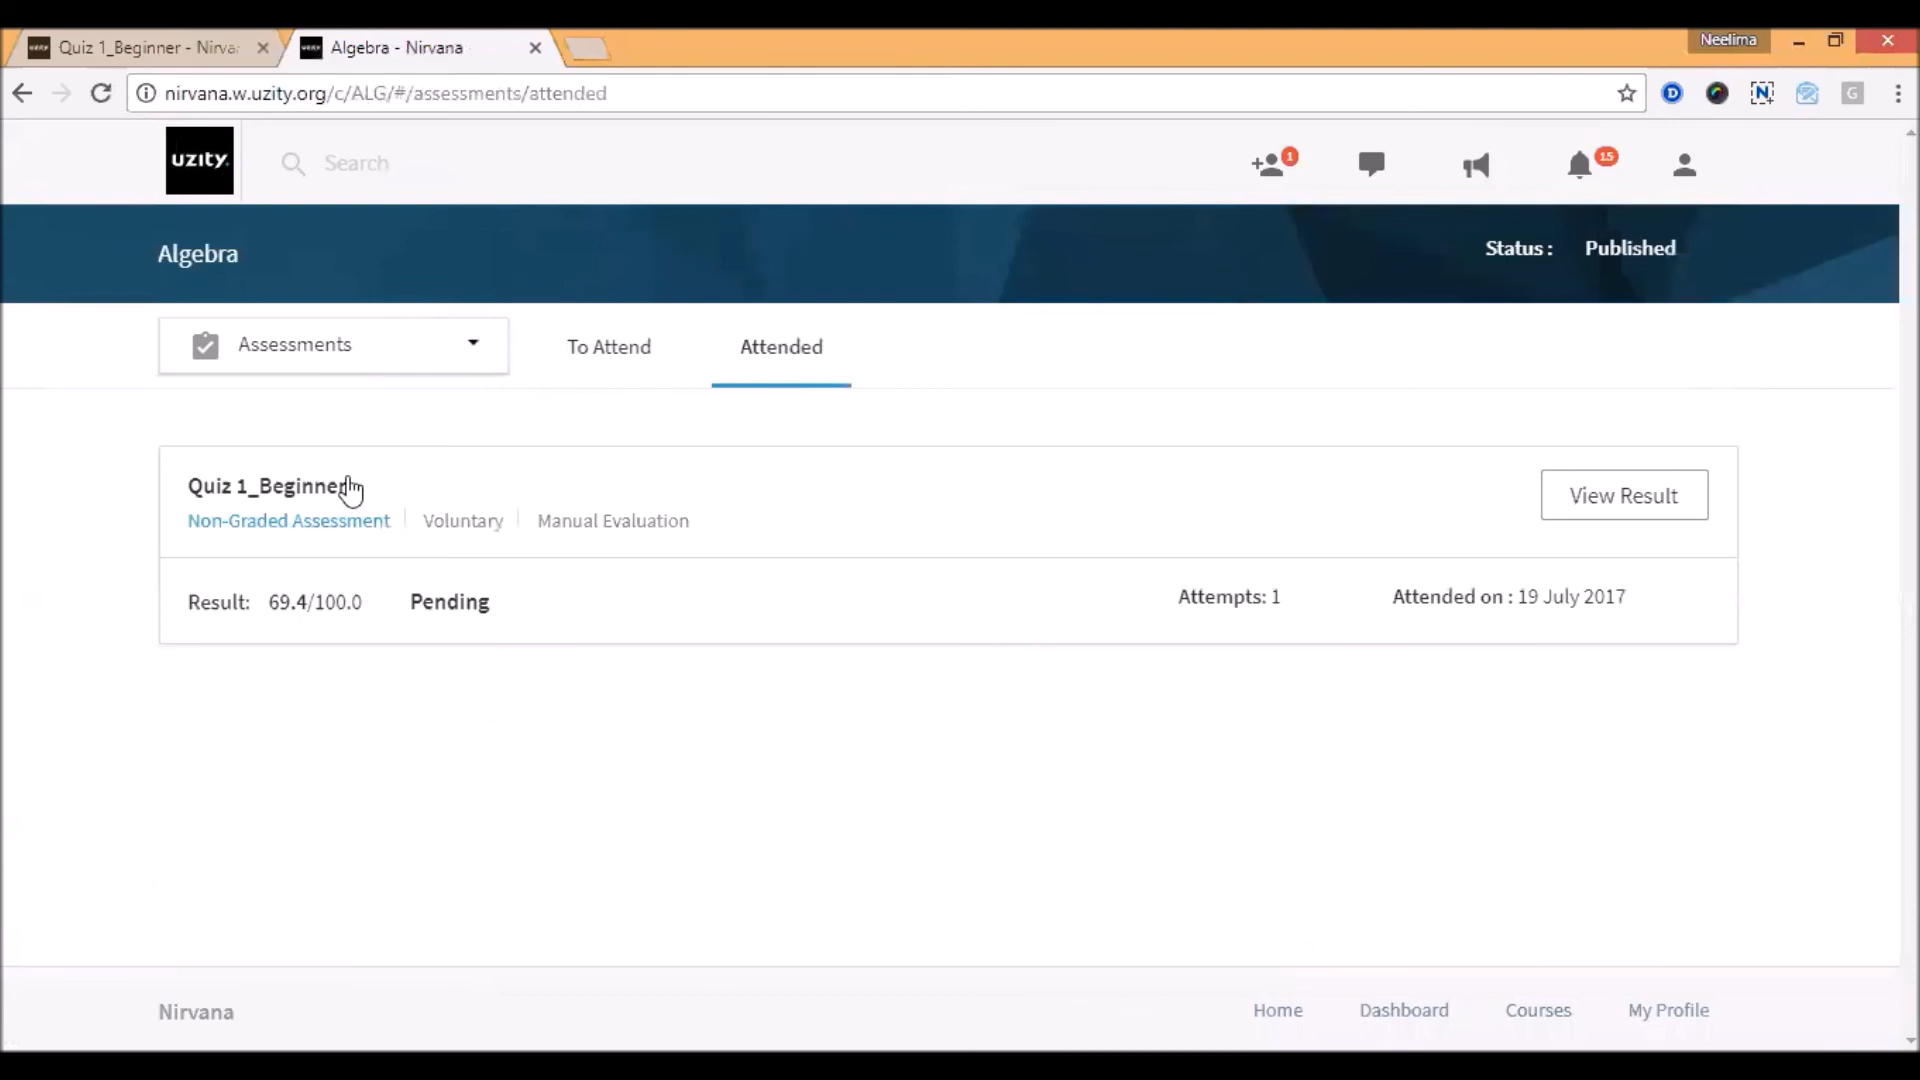 Quiz 1_Beginner - Nirva
Algebra - Nirvana
Neelima
nirvana.w.uzity.org/c/ALG/#/assessments/attended
D
N
G
uzity.
Search
1
15
Algebra
Status : Published
Assessments
To Attend
Attended
Quiz 1_Beginner
View Result
Non-Graded Assessment
Voluntary
Manual Evaluation
Result: 69.4/100.0 Pending
Attempts: 1
Attended on : 19 July 2017
Nirvana
Home
Dashboard
Courses
My Profile